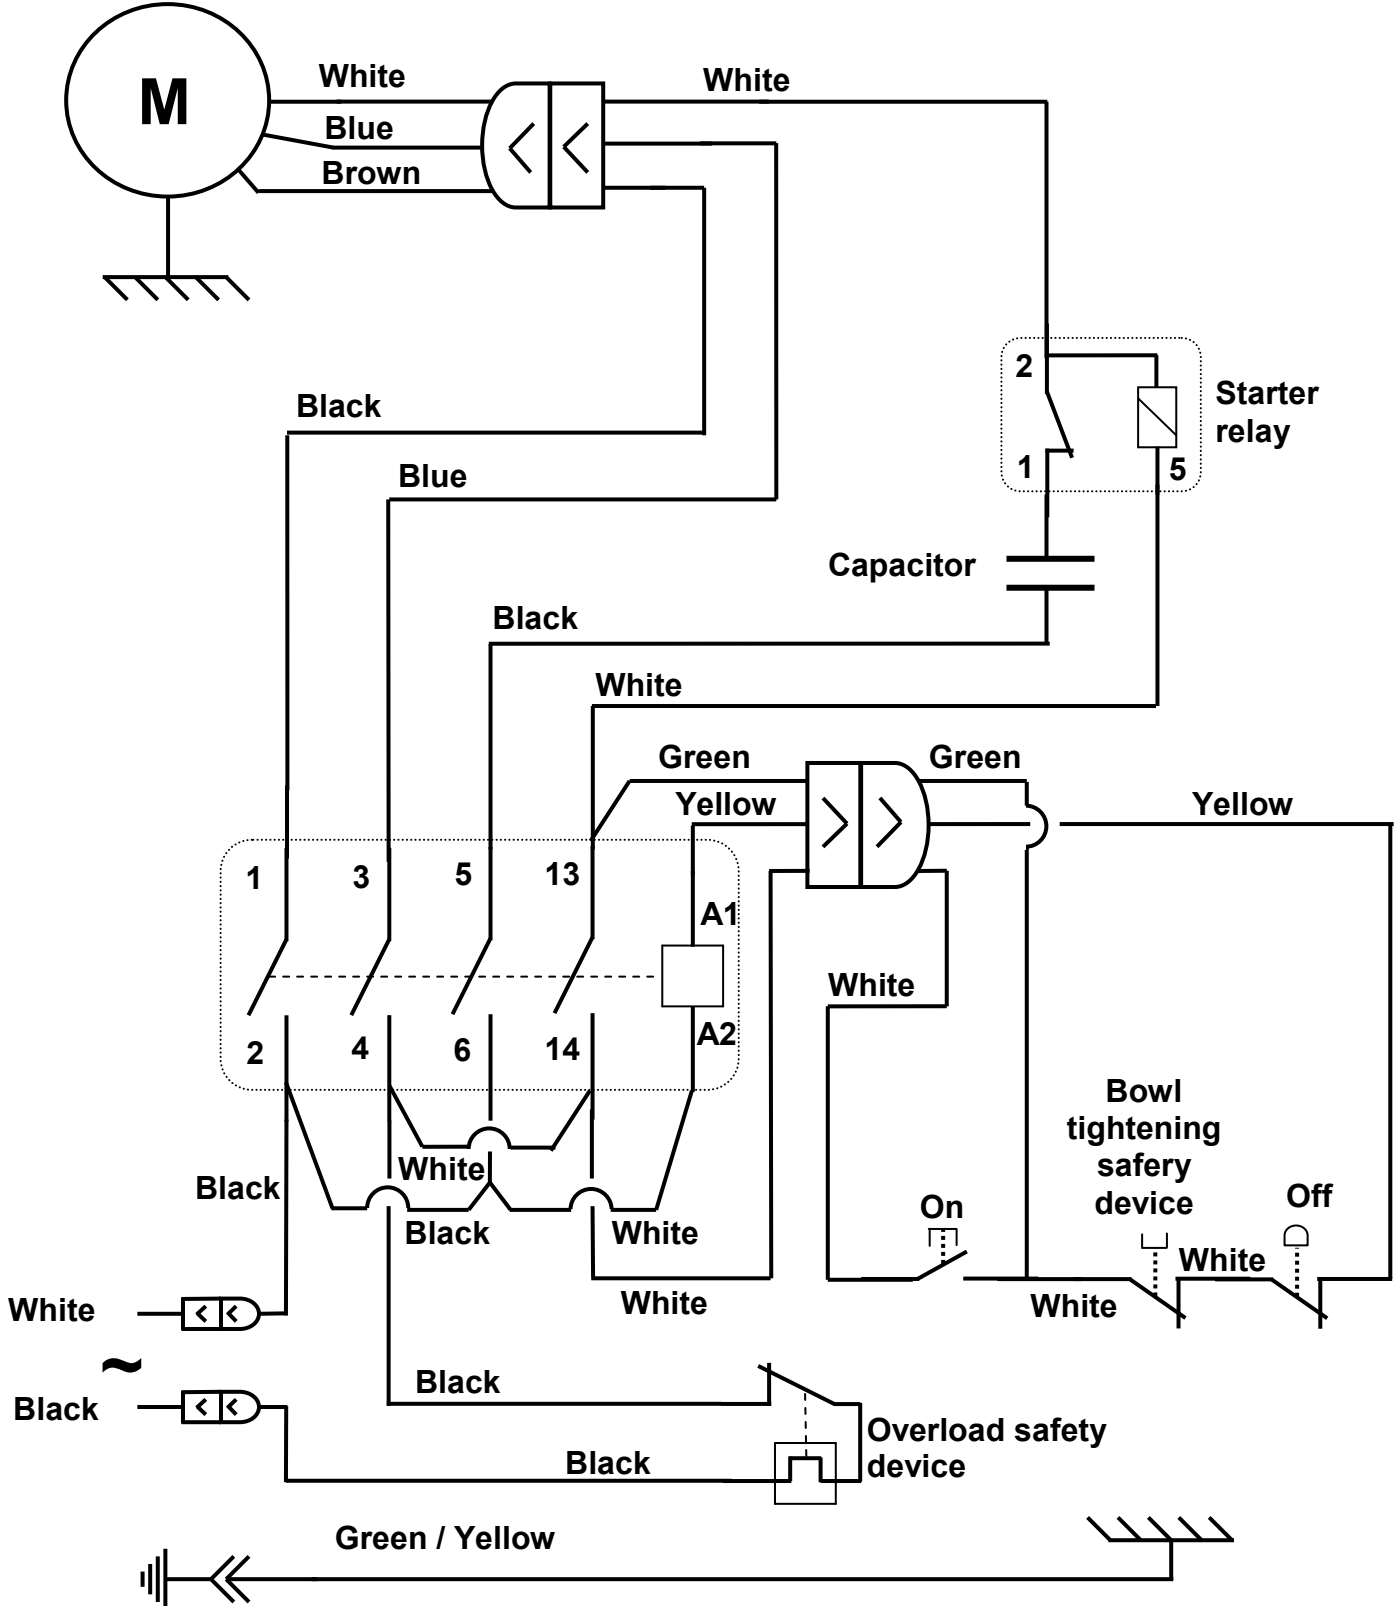 White
White
M
Blue
Brown
2
Starter
relay
Black
1
5
Blue
Capacitor
Black
White
Green
Green
Yellow
Yellow
1
3
5
13
A1
White
A2
2
4
6
14
Bowl
tightening
safery
device
White
Black
Off
On
Black
White
White
White
White
White
~
Black
Black
Overload safety
device
Black
Green / Yellow